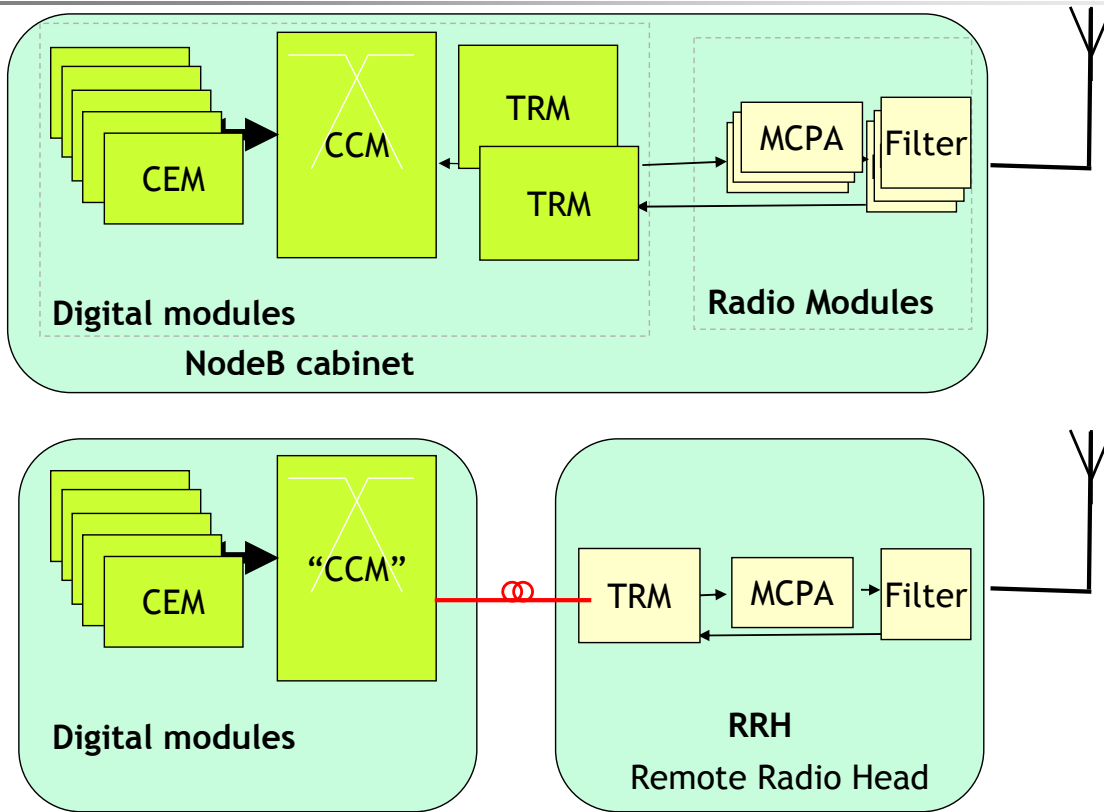 CEM
CCM
TRM
TRM
MCPA
Filter
Digital modules
Radio Modules
NodeB cabinet
CEM
“CCM”
TRM
MCPA
Filter
Digital modules
RRH
Remote Radio Head